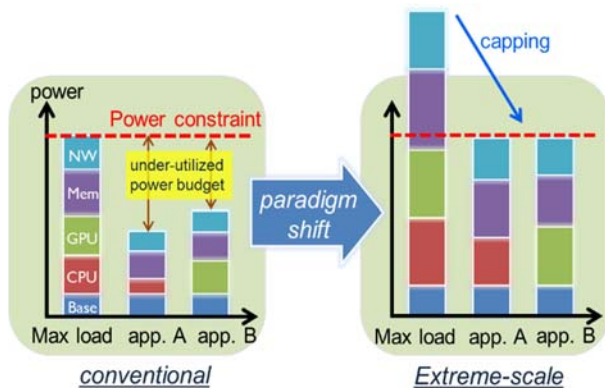 capping
power
Power constraint
NW
under-utilized
power budget
Mem
GPU
CPU
Base
paradigm
shift
Max load app. A app. B
Max load app. A app. B
conventional
Extreme-scale